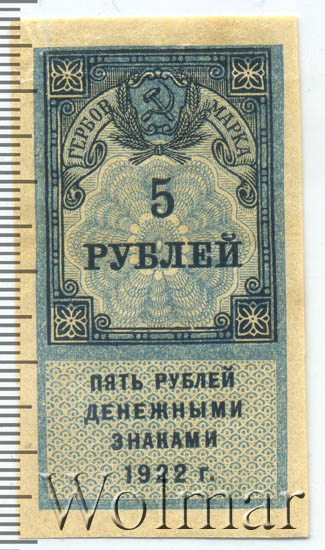 ГЕРБОВ. МАРКА
5
РУБЛЕЙ
ПЯТЬ РУБЛЕЙ
ДЕНЕЖНЫМИ
ЗНАКАМИ
1922 г.
Wolmar